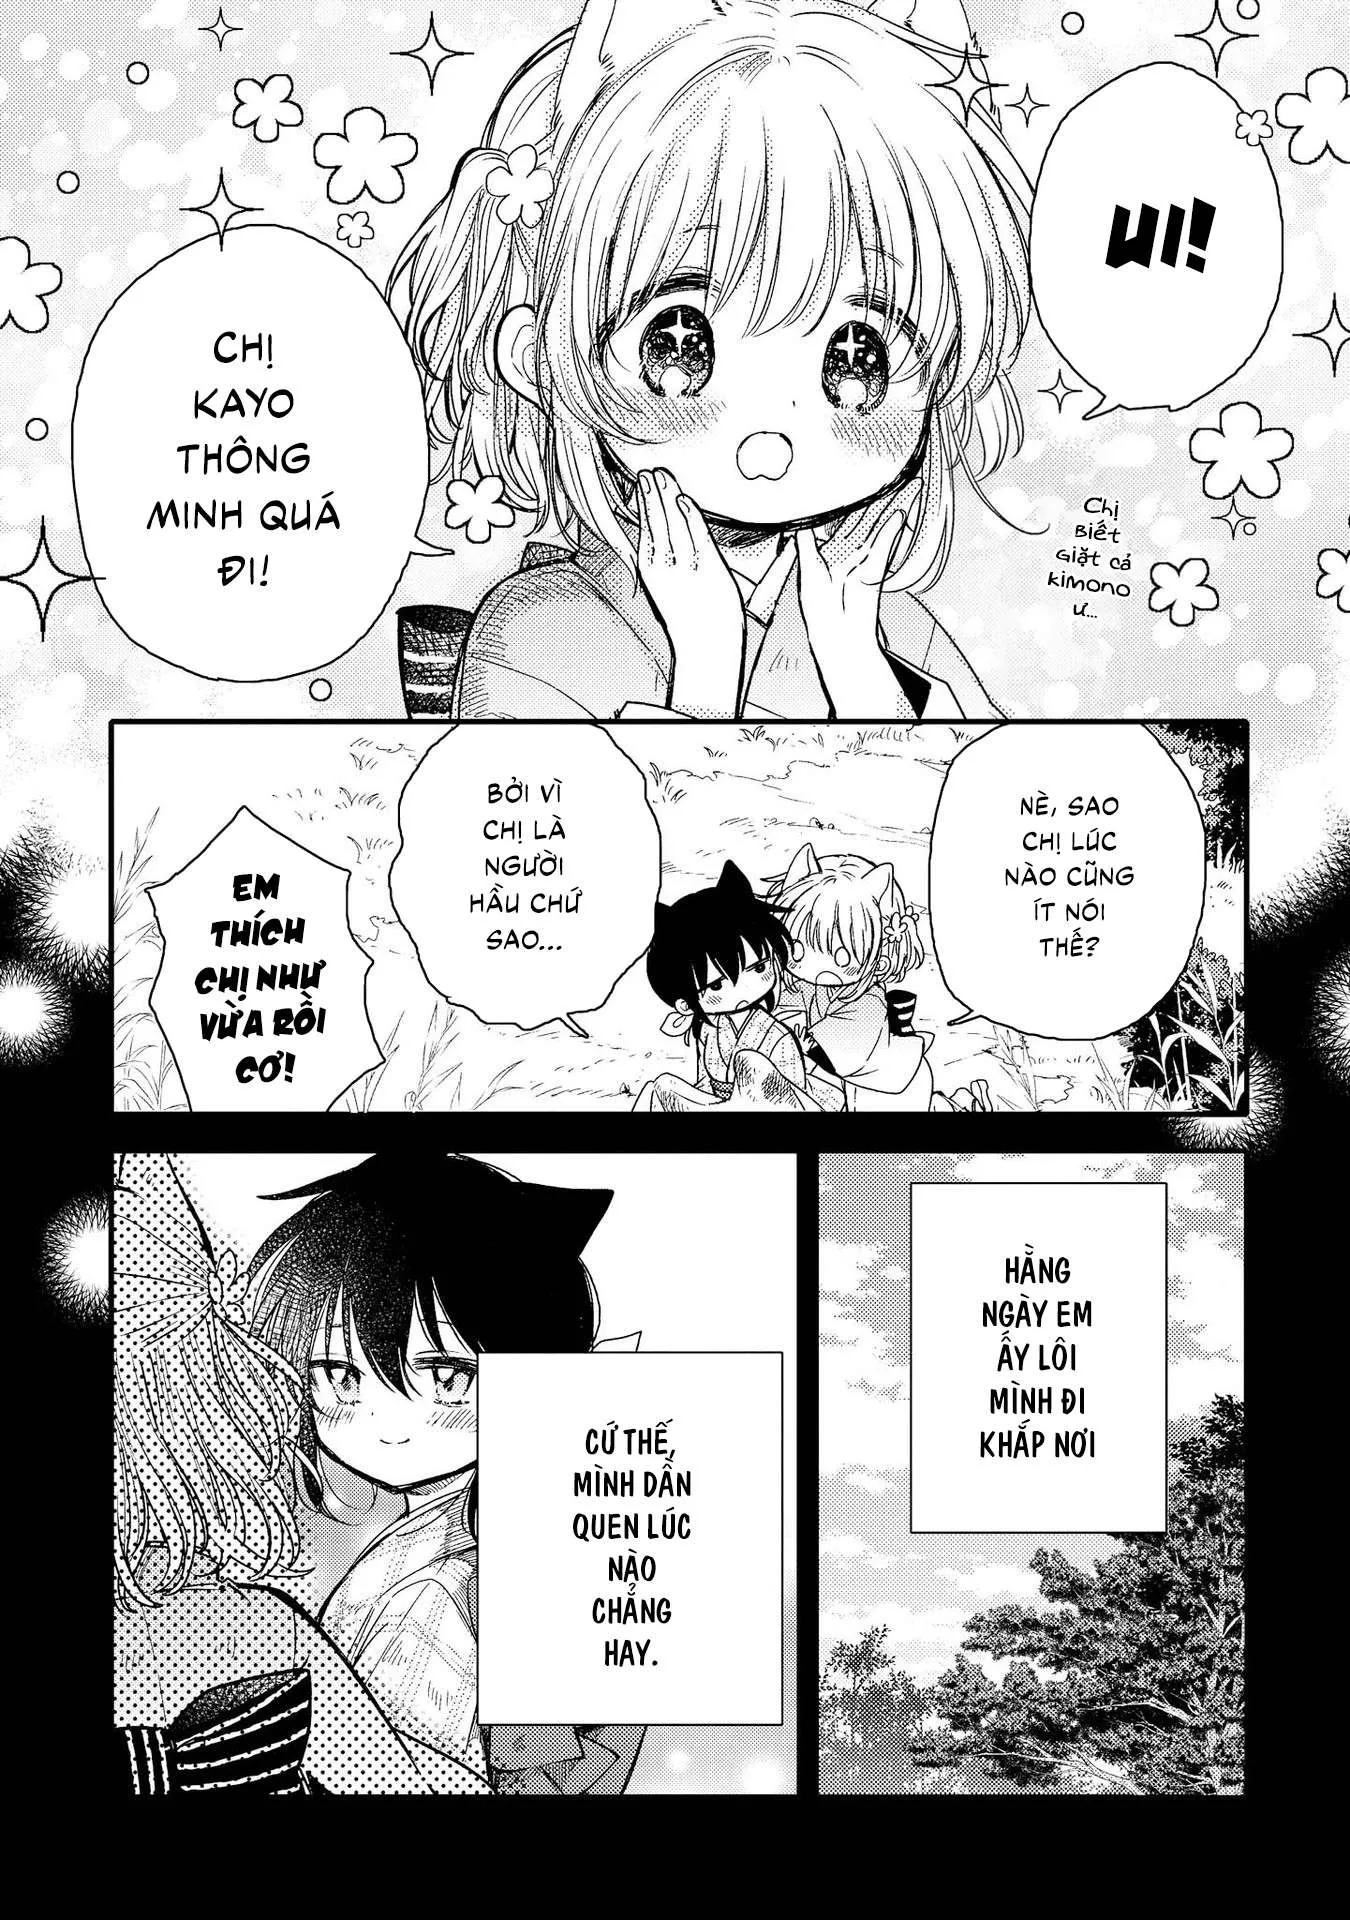 UI!
Chị
Biết
Giặt cả
kimono
ư...
CHỊ
KAYO
THÔNG
MINH QUÁ
ĐI!
NÈ, SAO
CHỊ LÚC
NÀO CŨNG
ÍT NÓI
THẾ?
BỞI VÌ
CHỊ LÀ
NGƯỜI
HẦU CHỨ
SAO...
EM
THÍCH
CHỊ NHƯ
VỪA RỒI
CƠ!
HẰNG
NGÀY EM
ẤY LÔI
MÌNH ĐI
KHẮP NƠI
CỨ THẾ,
MÌNH DẦN
QUEN LÚC
NÀO
CHẲNG
HAY.